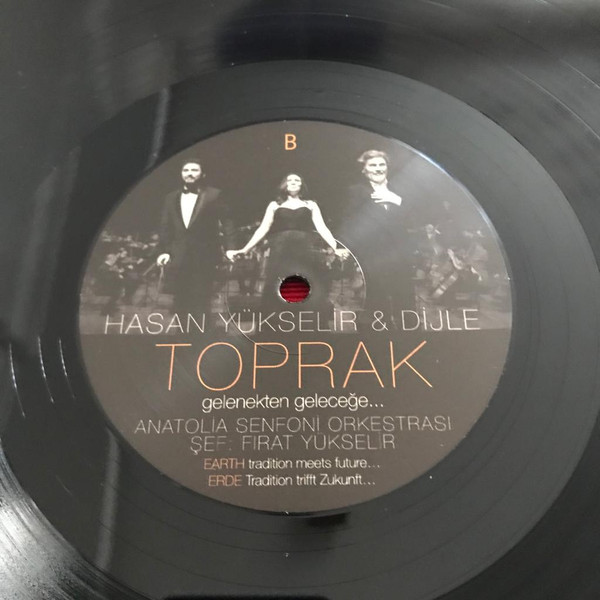 B
HASAN YÜKSELİR & DİJLE
TOPRAK
gelenekten geleceğe...
ANATOLİA SENFONİ ORKESTRASI
ŞEF: FIRAT YÜKSELİR
EARTH tradition meets future...
ERDE Tradition trifft Zukunft...